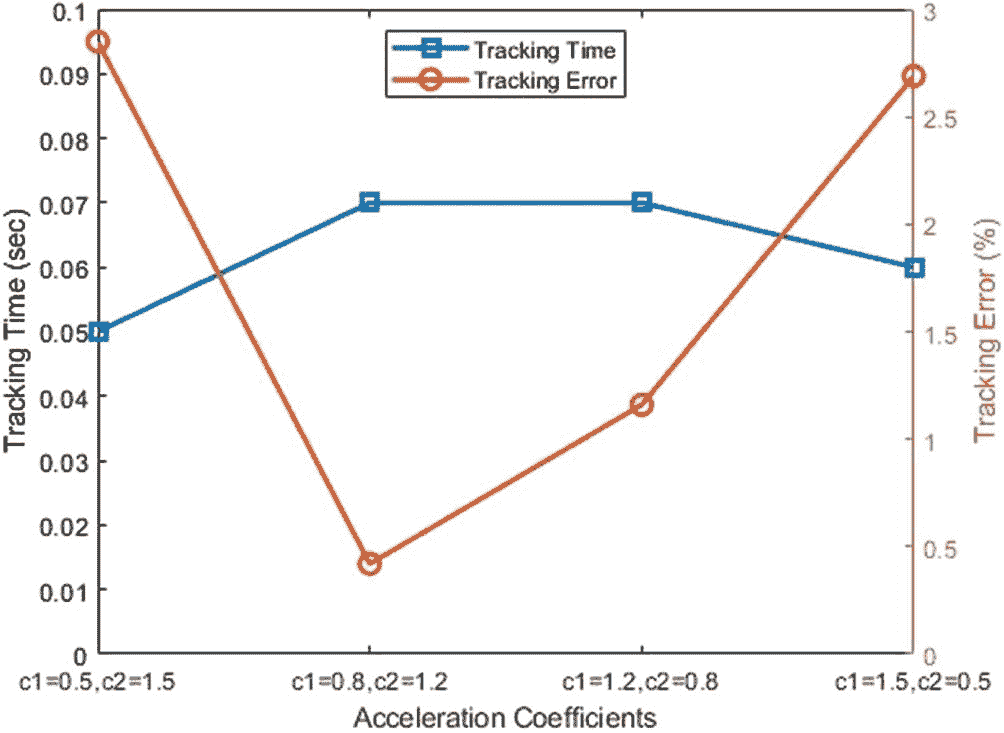 Tracking Time
Tracking Error
Tracking Time (sec)
0.1
0.09
0.08
0.07
0.06
0.05
0.04
0.03
0.02
0.01
0
Tracking Error (%)
3
2.5
2
1.5
1
0.5
0
c1=0.5,c2=1.5
c1=0.8,c2=1.2
c1=1.2,c2=0.8
c1=1.5,c2=0.5
Acceleration Coefficients